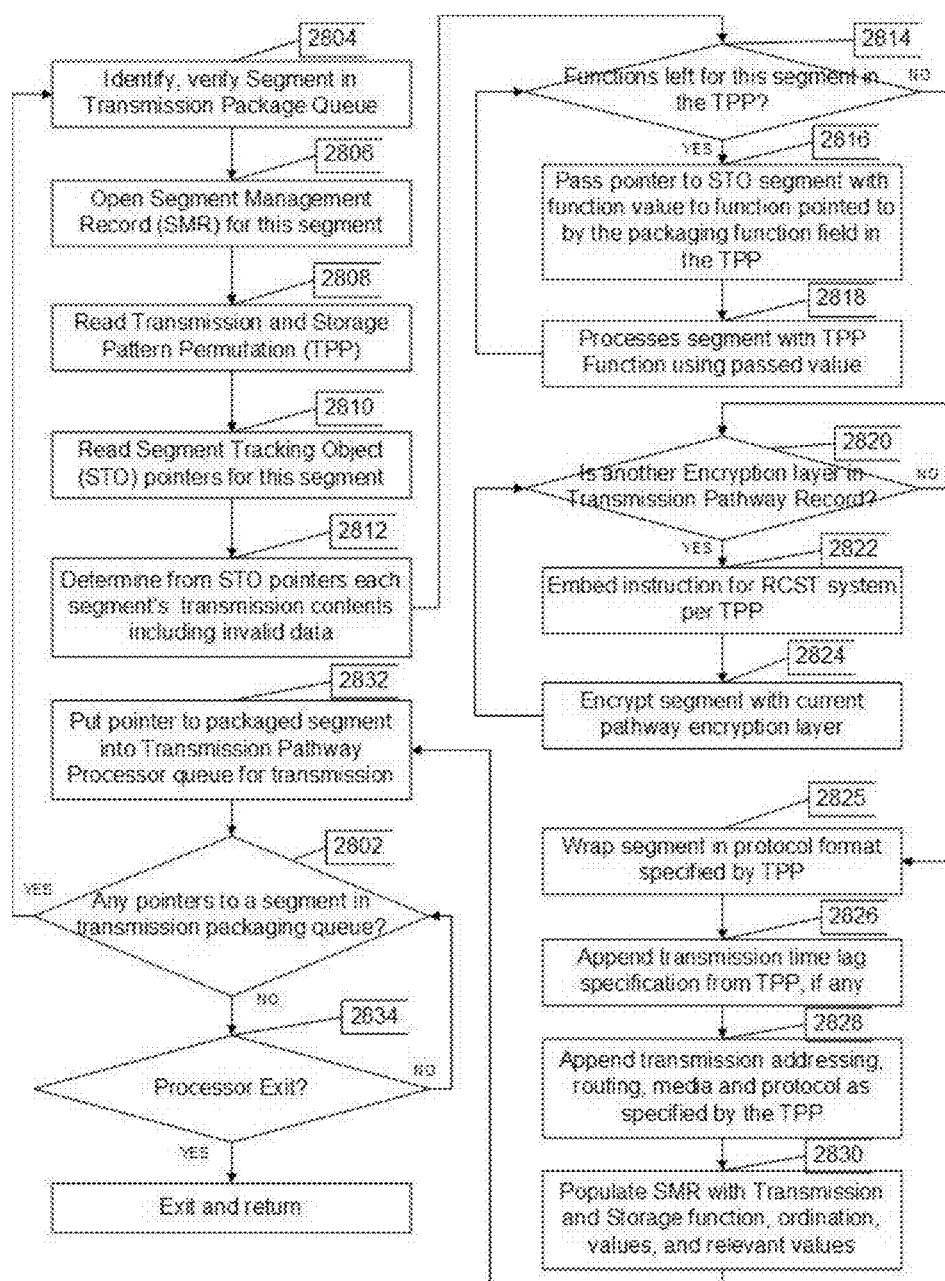 2804
Identify, verify Segment in
Transmission Package Queue
2806
Open Segment Management
Record (SMR) for this segment
2808
Read Transmission and Storage
Pattern Permutation (TPP)
2810
Read Segment Tracking Object
(STO) pointers for this segment
2812
Determine from STO pointers each
segment's transmission contents
including invalid data
2832
Put pointer to packaged segment
into Transmission Pathway
Processor queue for transmission
2802
YES
Any pointers to a segment in
transmission packaging queue?
NO
2834
Processor Exit?
NO
YES
Exit and return
2814
Functions left for this segment in
the TPP?
NO
YES
2816
Pass pointer to STO segment with
function value to function pointed to
by the packaging function field in
the TPP
2818
Processes segment with TPP
Function using passed value
2820
Is another Encryption layer in
Transmission Pathway Record?
NO
YES
2822
Embed instruction for RCST system
per TPP
2824
Encrypt segment with current
pathway encryption layer
2825
Wrap segment in protocol format
specified by TPP
2826
Append transmission time lag
specification from TPP, if any
2828
Append transmission addressing,
routing, media and protocol as
specified by the TPP
2830
Populate SMR with Transmission
and Storage function, ordination,
values, and relevant values